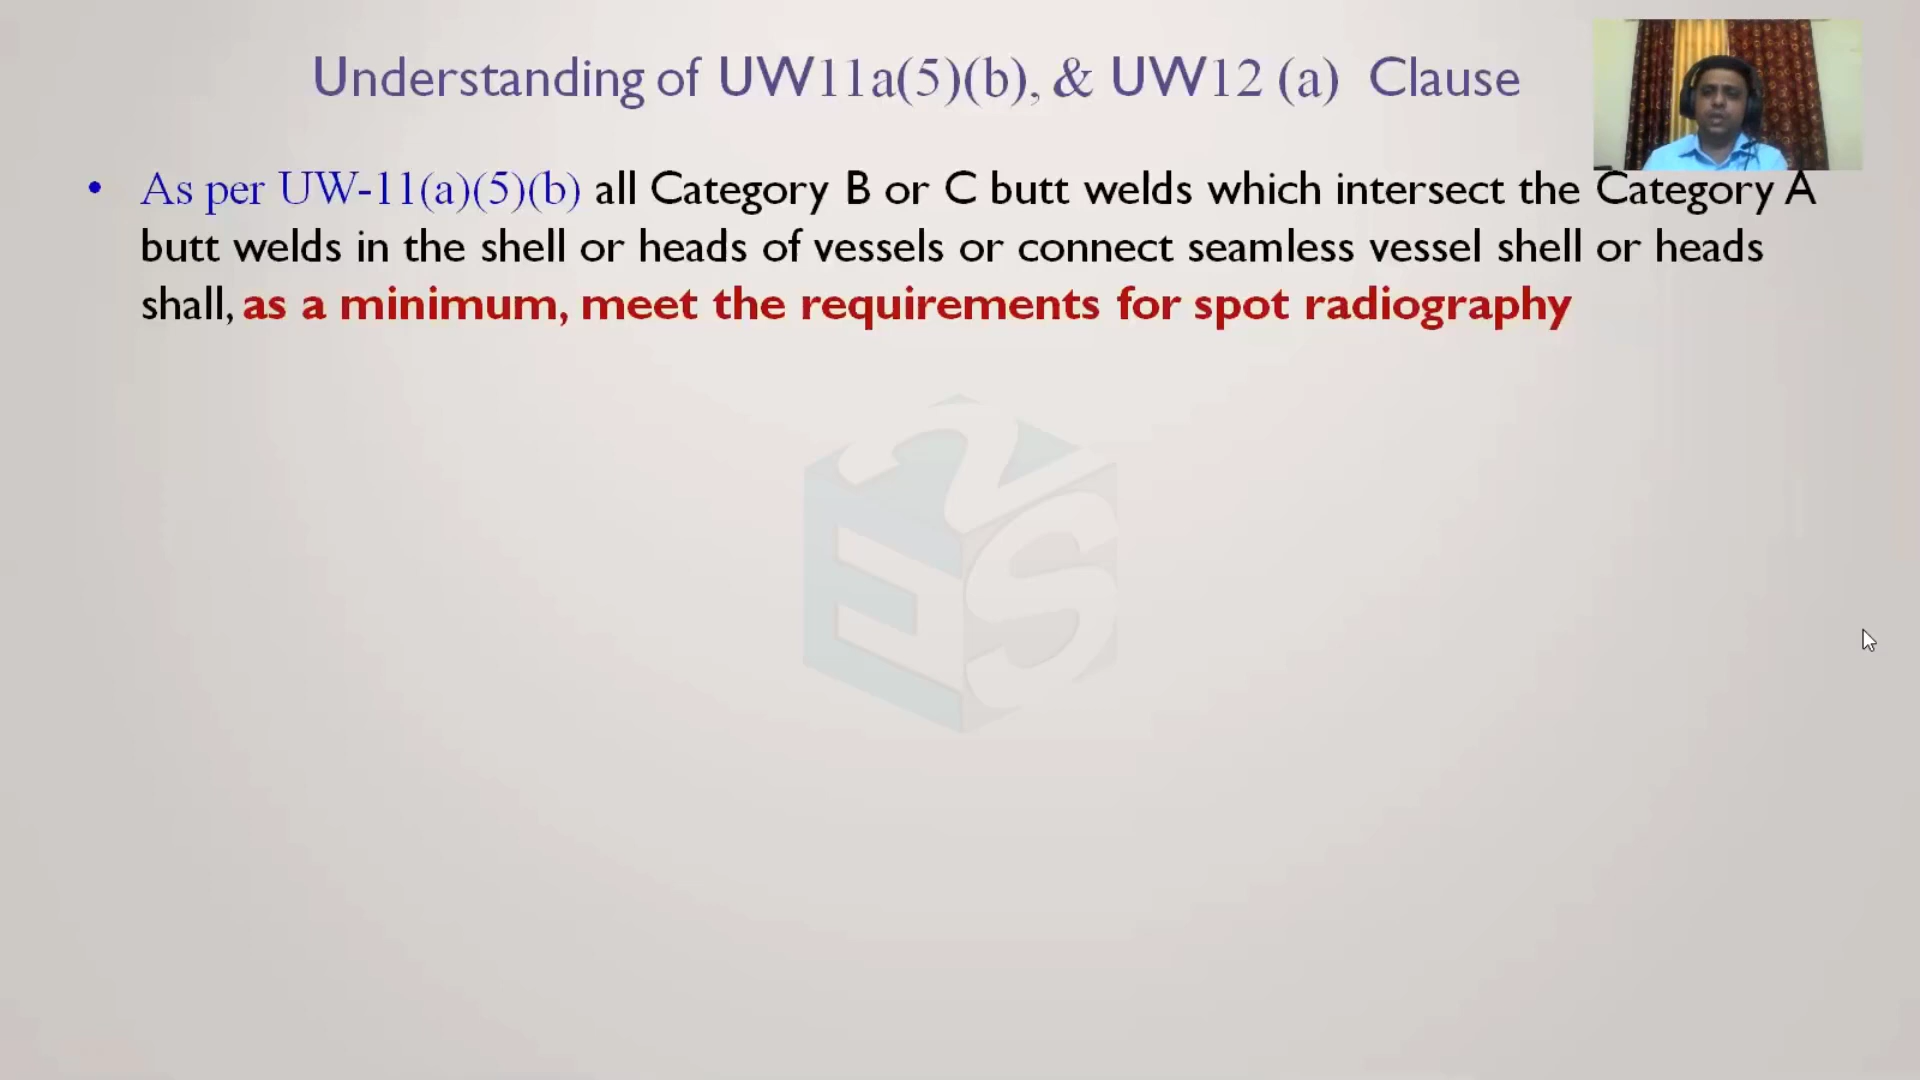 Understanding of UW11a(5)(b), & UW12 (a) Clause
• As per UW-11(a)(5)(b) all Category B or C butt welds which intersect the Category A
butt welds in the shell or heads of vessels or connect seamless vessel shell or heads
shall, as a minimum, meet the requirements for spot radiography